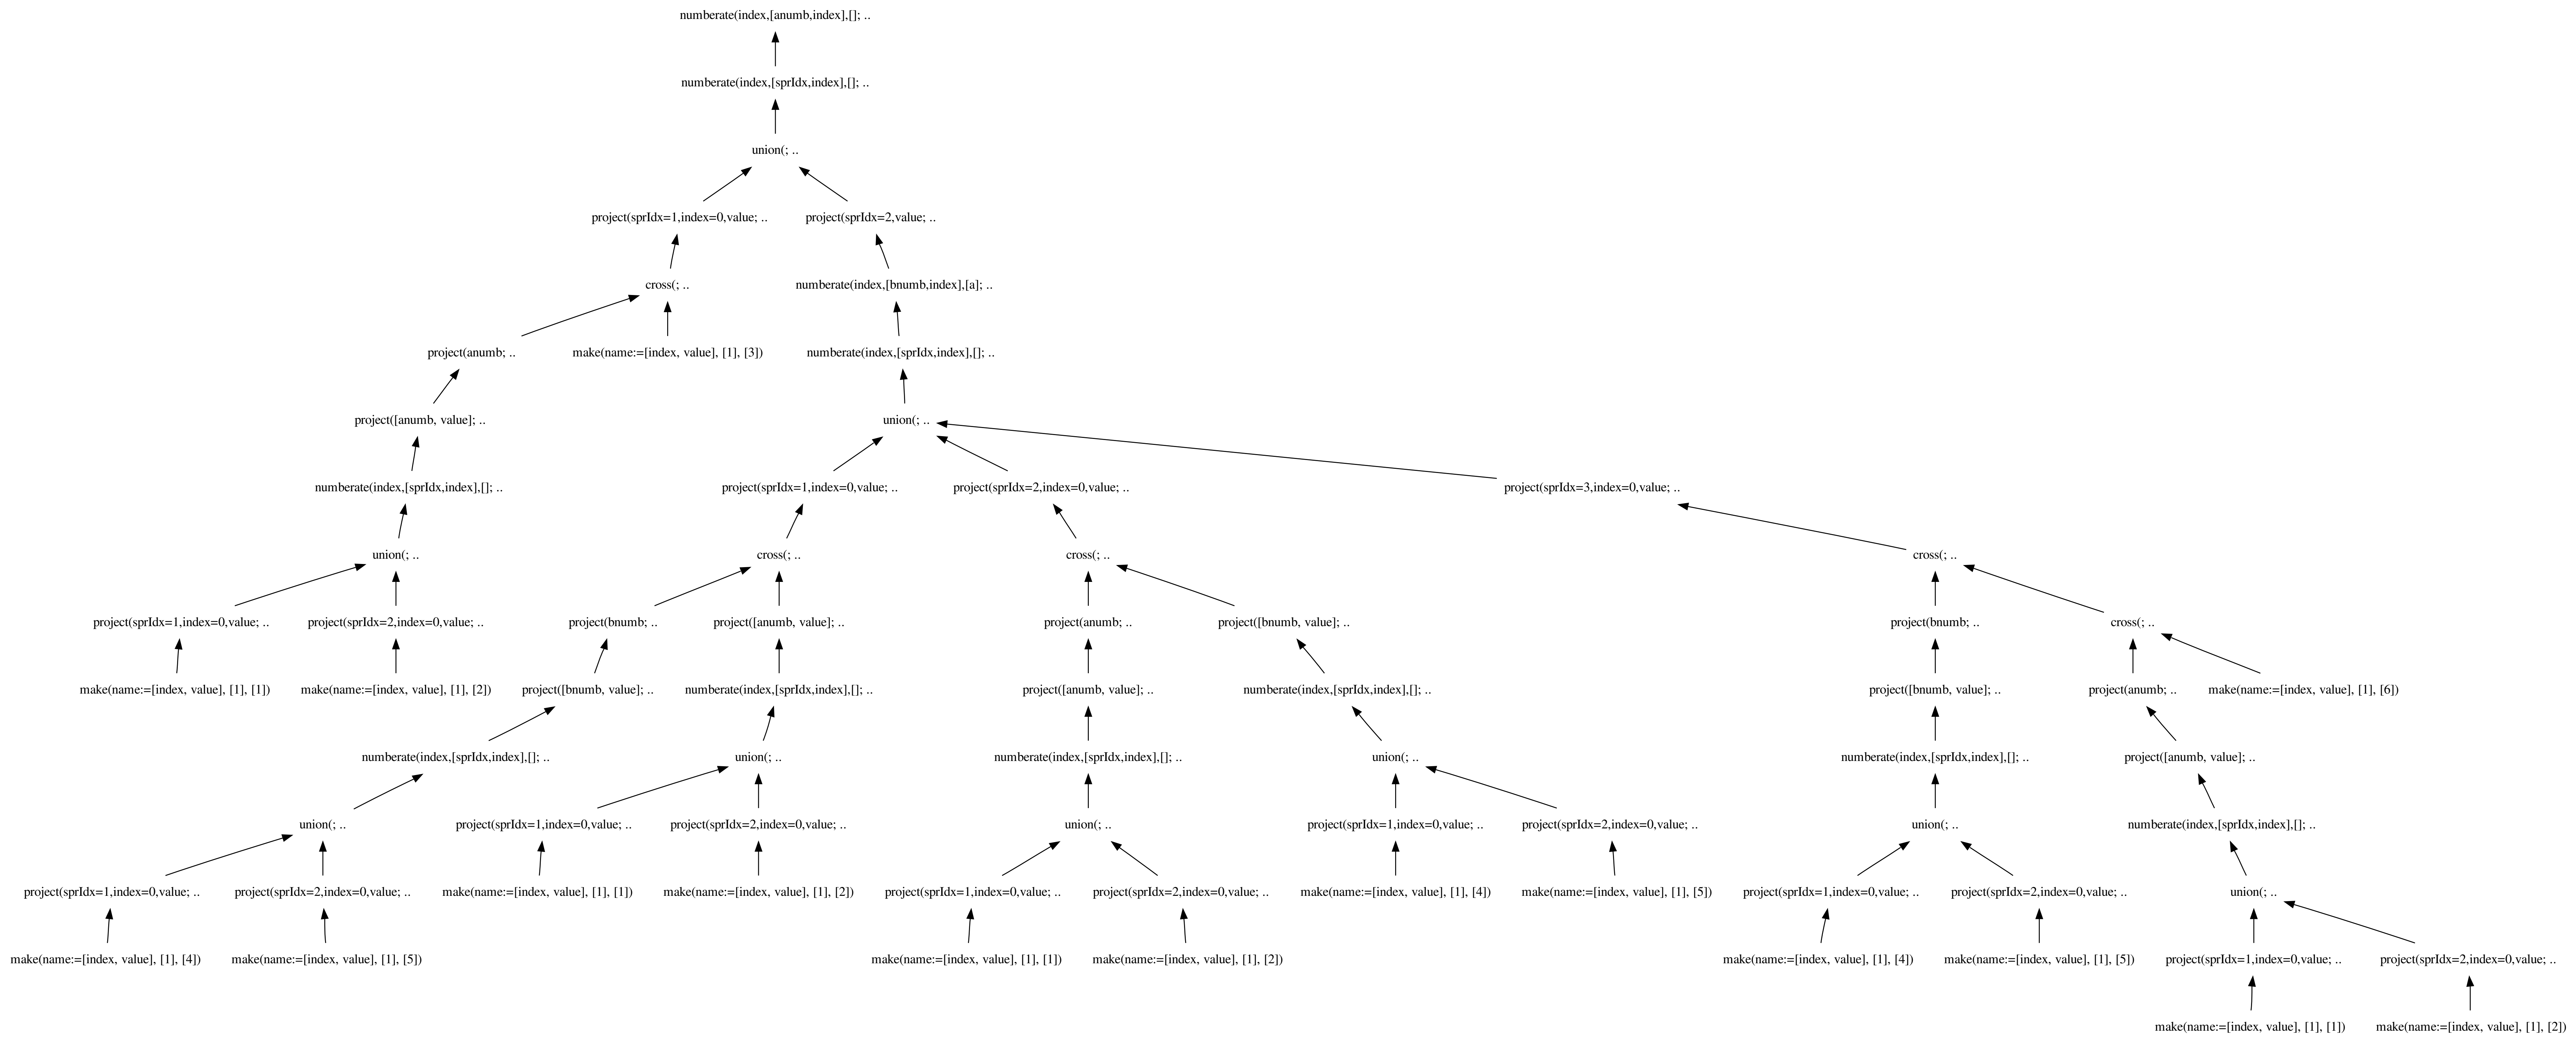 numberate(index,[anumb,index],[]; ..
numberate(index,[sprIdx,index],[]; ..
union(; ..
project(sprIdx=1,index=0,value; ..
project(sprIdx=2,value; ..
cross(; ..
numberate(index,[bnumb,index],[a]; ..
project(anumb; ..
make(name:=[index, value], [1], [3])
numberate(index,[sprIdx,index],[]; ..
project([anumb, value]; ..
union(; ..
numberate(index,[sprIdx,index],[]; ..
project(sprIdx=1,index=0,value; ..
project(sprIdx=2,index=0,value; ..
project(sprIdx=3,index=0,value; ..
union(; ..
cross(; ..
cross(; ..
cross(; ..
project(sprIdx=1,index=0,value; ..
project(sprIdx=2,index=0,value; ..
project(bnumb; ..
project([anumb, value]; ..
project(anumb; ..
project([bnumb, value]; ..
project(bnumb; ..
cross(; ..
make(name:=[index, value], [1], [1])
make(name:=[index, value], [1], [2])
project([bnumb, value]; ..
numberate(index,[sprIdx,index],[]; ..
project([anumb, value]; ..
numberate(index,[sprIdx,index],[]; ..
project([bnumb, value]; ..
project(anumb; ..
make(name:=[index, value], [1], [6])
numberate(index,[sprIdx,index],[]; ..
union(; ..
numberate(index,[sprIdx,index],[]; ..
union(; ..
numberate(index,[sprIdx,index],[]; ..
project([anumb, value]; ..
union(; ..
project(sprIdx=1,index=0,value; ..
project(sprIdx=2,index=0,value; ..
union(; ..
project(sprIdx=1,index=0,value; ..
project(sprIdx=2,index=0,value; ..
union(; ..
numberate(index,[sprIdx,index],[]; ..
project(sprIdx=1,index=0,value; ..
project(sprIdx=2,index=0,value; ..
make(name:=[index, value], [1], [1])
make(name:=[index, value], [1], [2])
project(sprIdx=1,index=0,value; ..
project(sprIdx=2,index=0,value; ..
make(name:=[index, value], [1], [4])
make(name:=[index, value], [1], [5])
project(sprIdx=1,index=0,value; ..
project(sprIdx=2,index=0,value; ..
union(; ..
make(name:=[index, value], [1], [4])
make(name:=[index, value], [1], [5])
make(name:=[index, value], [1], [1])
make(name:=[index, value], [1], [2])
make(name:=[index, value], [1], [4])
make(name:=[index, value], [1], [5])
project(sprIdx=1,index=0,value; ..
project(sprIdx=2,index=0,value; ..
make(name:=[index, value], [1], [1])
make(name:=[index, value], [1], [2])